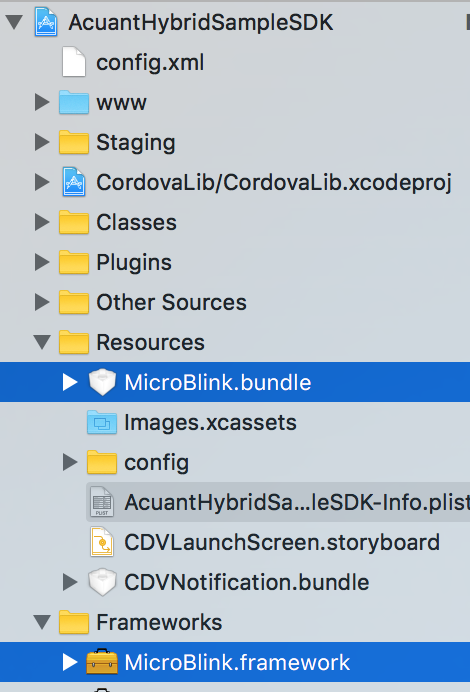 AcuantHybridSampleSDK
config.xml
www
Staging
CordovaLib/CordovaLib.xcodeproj
Classes
Plugins
Other Sources
Resources
MicroBlink.bundle
Images.xcassets
config
AcuantHybridSa...leSDK-Info.plist
CDVLaunchScreen.storyboard
CDVNotification.bundle
Frameworks
MicroBlink.framework